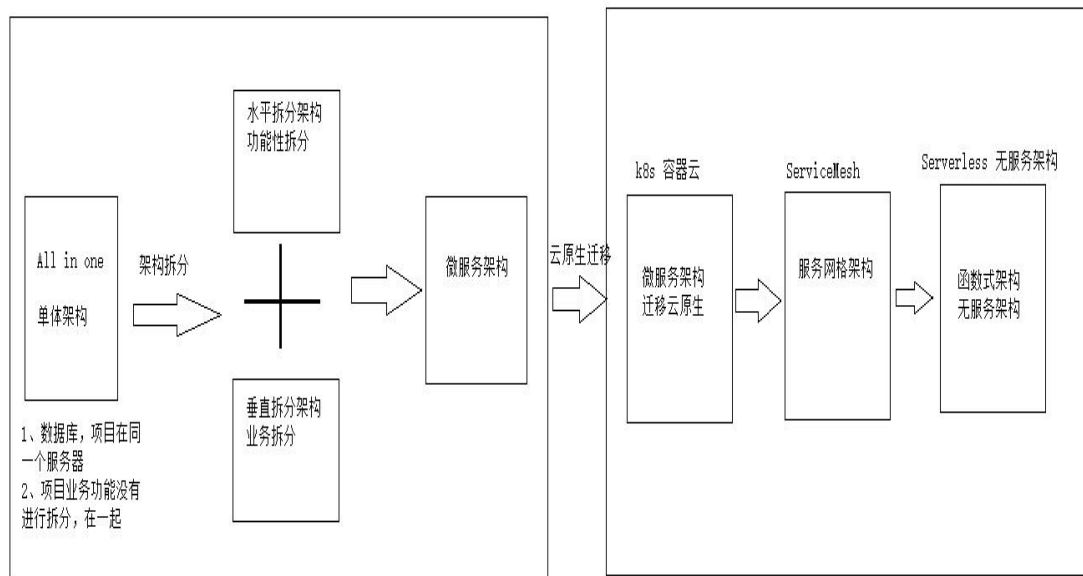 All in one
单体架构
1、数据库，项目在同
一个服务器
2、项目业务功能没有
进行拆分，在一起
架构拆分
水平拆分架构
功能性拆分
垂直拆分架构
业务拆分
微服务架构
云原生迁移
k8s 容器云
微服务架构
迁移云原生
ServiceMesh
服务网格架构
Serverless 无服务架构
函数式架构
无服务架构